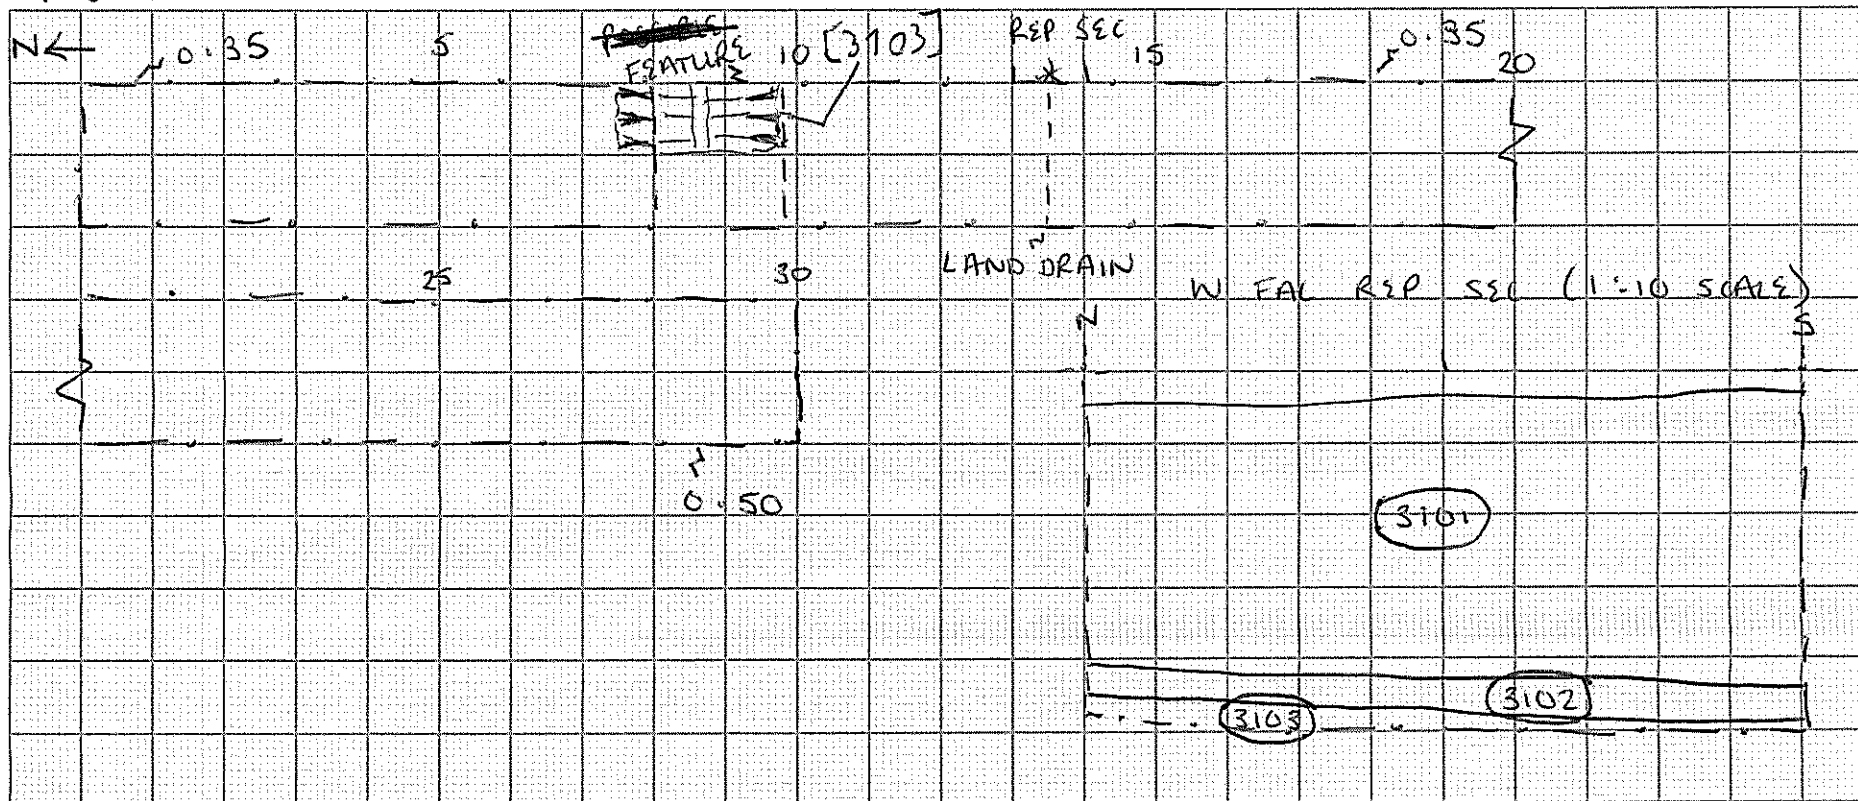 N 0.35 5 FEATURE 10 [3103] REP SEC 15 0.35 20
25 30 LAND DRAIN
W FAC REP SEC (1:10 SCALE)
N S
0.50
3101
3102
3103